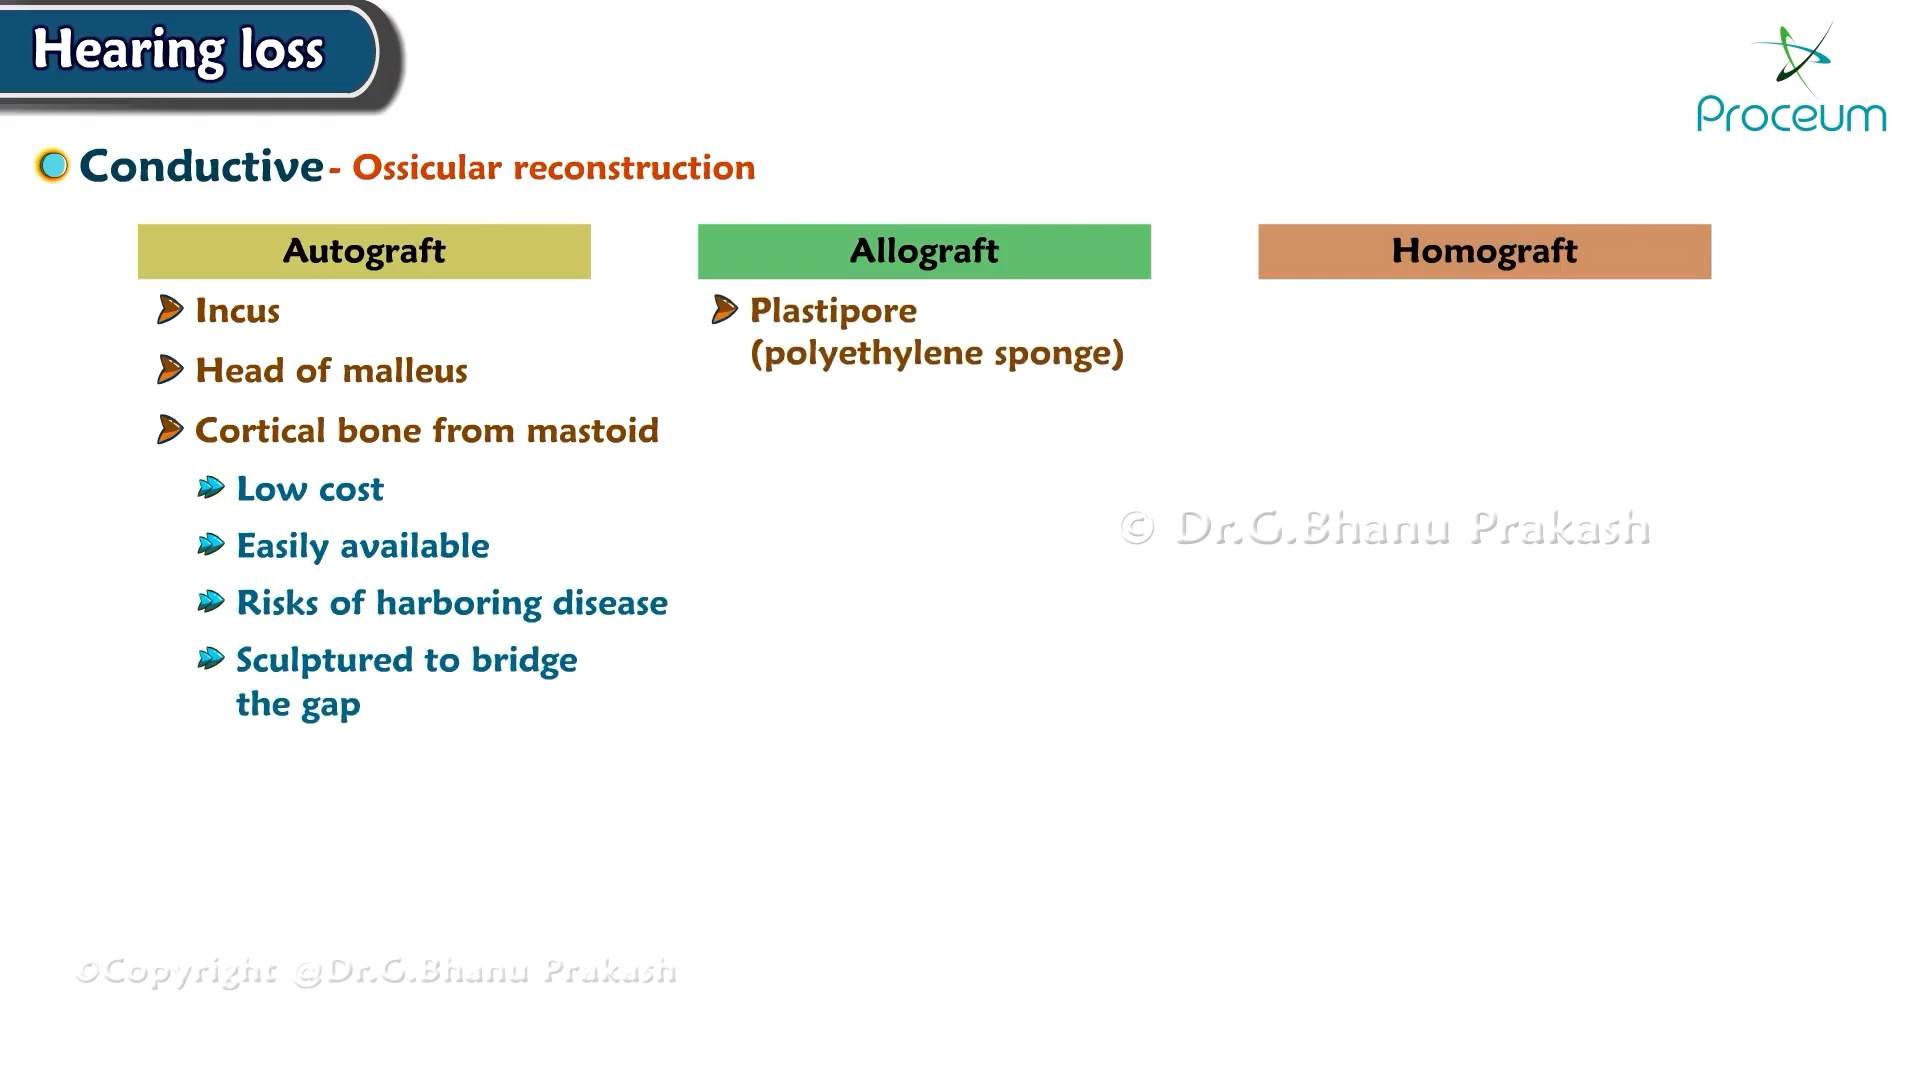 Hearing loss
Proceum
Conductive - Ossicular reconstruction
Autograft
Incus
Head of malleus
Cortical bone from mastoid
Low cost
Easily available
Risks of harboring disease
Sculptured to bridge
the gap
Allograft
Plastipore
(polyethylene sponge)
Homograft
© Dr.G.Bhanu Prakash
©Copyright @Dr.G.Bhanu Prakash